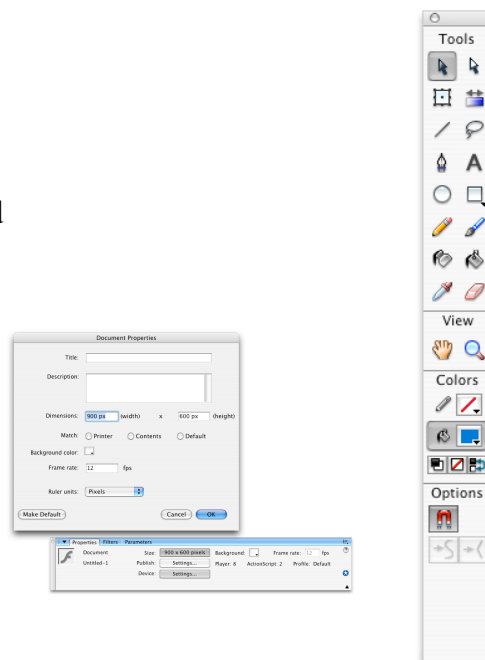 Tools
A
d
View
Document Properties
Title:
Description:
Dimensions: 900 px (width) x 600 px (height)
Match: Printer Contents Default
Background color:
Frame rate: 12 fps
Ruler units: Pixels
Make Default Cancel OK
Colors
Options
Properties Filters Parameters
Document Size: 900 x 600 pixels Background: Frame rate: 12 fps
Untitled-1 Publish: Settings... Player: 8 ActionScript: 2 Profile: Default
Device: Settings...